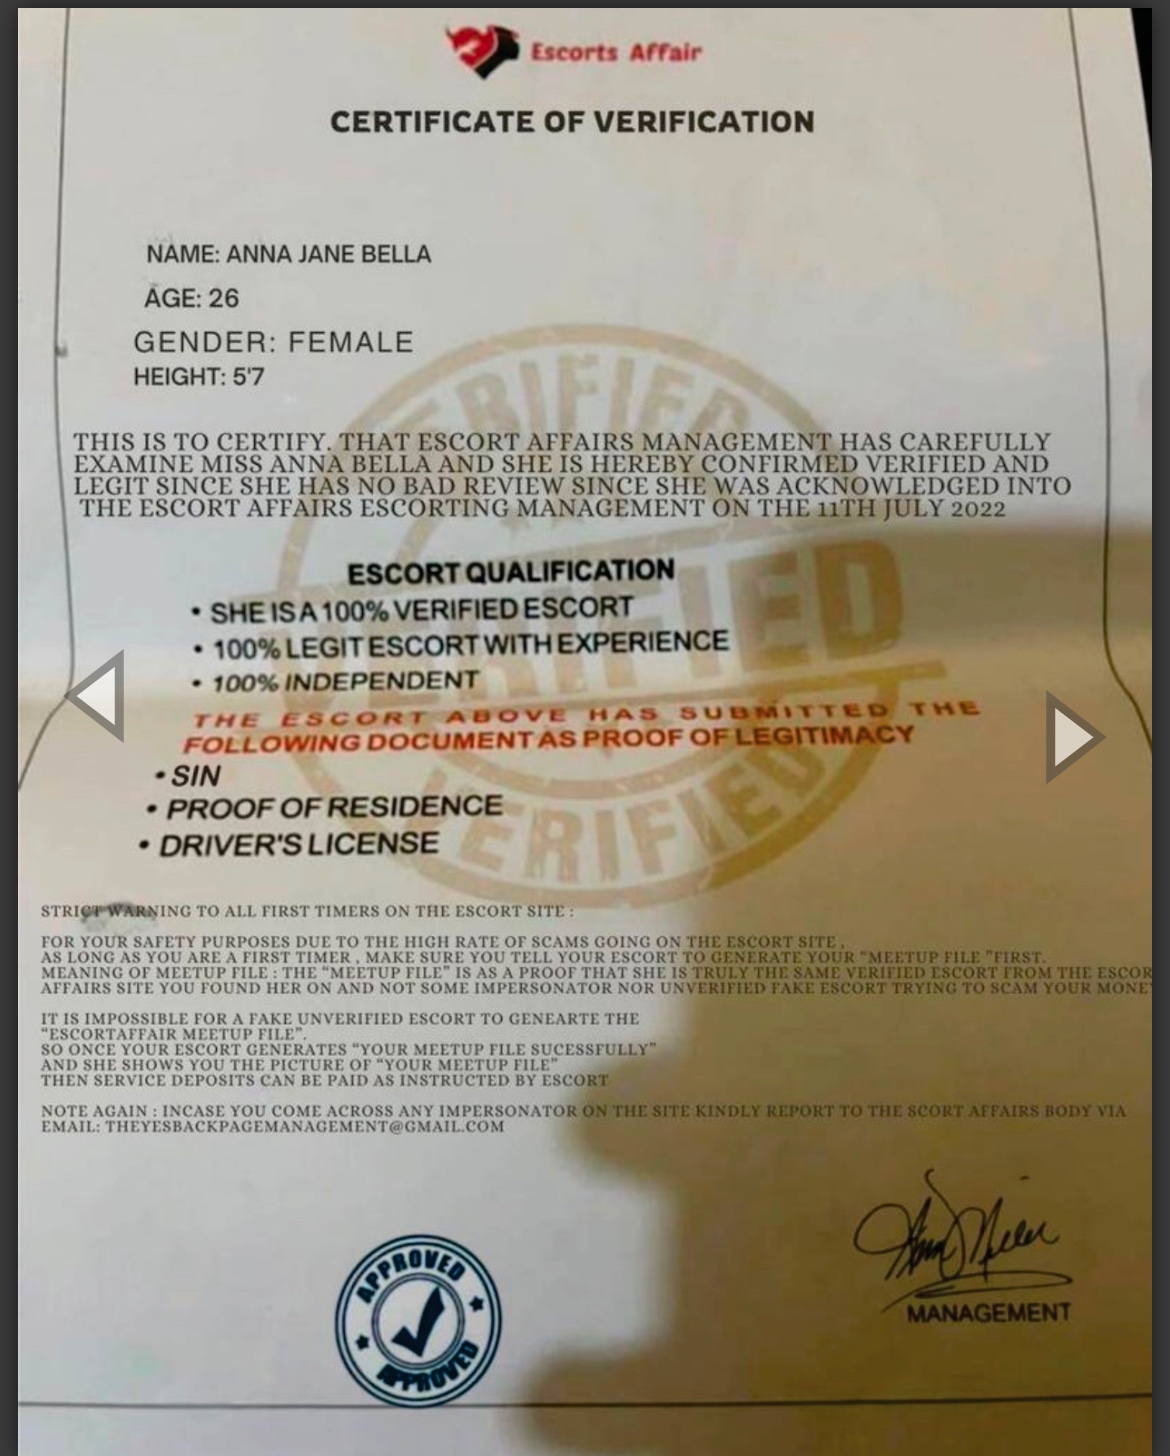 Escorts Affair
CERTIFICATE OF VERIFICATION
NAME: ANNA JANE BELLA
AGE: 26
GENDER: FEMALE
HEIGHT: 5'7
THIS IS TO CERTIFY. THAT ESCORT AFFAIRS MANAGEMENT HAS CAREFULLY
EXAMINE MISS ANNA BELLA AND SHE IS HEREBY CONFIRMED VERIFIED AND
LEGIT SINCE SHE HAS NO BAD REVIEW SINCE SHE WAS ACKNOWLEDGED INTO
THE ESCORT AFFAIRS ESCORTING MANAGEMENT ON THE 11TH JULY 2022
VERIFIED
VERIFIED
VERIFIED
ESCORT QUALIFICATION
• SHE IS A 100% VERIFIED ESCORT
• 100% LEGIT ESCORT WITH EXPERIENCE
• 100% INDEPENDENT
THE ESCORT ABOVE HAS SUBMITTED THE
FOLLOWING DOCUMENT AS PROOF OF LEGITIMACY
• SIN
• PROOF OF RESIDENCE
• DRIVER'S LICENSE
STRICT WARNING TO ALL FIRST TIMERS ON THE ESCORT SITE :
FOR YOUR SAFETY PURPOSES DUE TO THE HIGH RATE OF SCAMS GOING ON THE ESCORT SITE ,
AS LONG AS YOU ARE A FIRST TIMER , MAKE SURE YOU TELL YOUR ESCORT TO GENERATE YOUR “MEETUP FILE ”FIRST.
MEANING OF MEETUP FILE : THE “MEETUP FILE” IS AS A PROOF THAT SHE IS TRULY THE SAME VERIFIED ESCORT FROM THE ESCOR
AFFAIRS SITE YOU FOUND HER ON AND NOT SOME IMPERSONATOR NOR UNVERIFIED FAKE ESCORT TRYING TO SCAM YOUR MONEY
IT IS IMPOSSIBLE FOR A FAKE UNVERIFIED ESCORT TO GENEARTE THE
“ESCORTAFFAIR MEETUP FILE”.
SO ONCE YOUR ESCORT GENERATES “YOUR MEETUP FILE SUCESSFULLY”
AND SHE SHOWS YOU THE PICTURE OF “YOUR MEETUP FILE”
THEN SERVICE DEPOSITS CAN BE PAID AS INSTRUCTED BY ESCORT
NOTE AGAIN : INCASE YOU COME ACROSS ANY IMPERSONATOR ON THE SITE KINDLY REPORT TO THE SCORT AFFAIRS BODY VIA
EMAIL: THEYESBACKPAGEMANAGEMENT@GMAIL.COM
APPROVED
APPROVED
MANAGEMENT